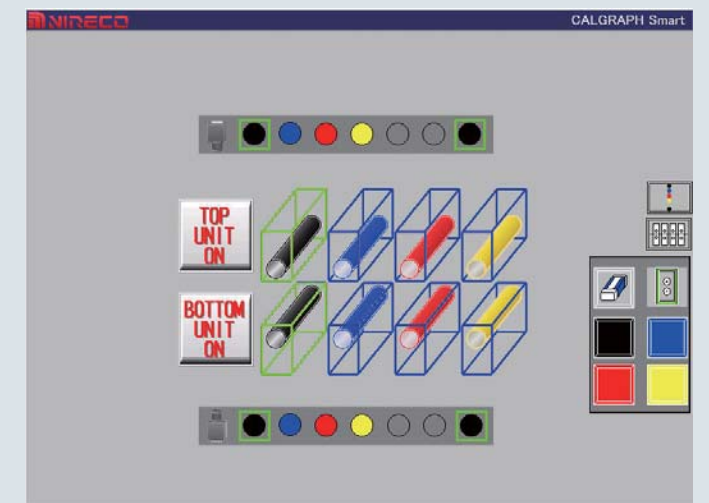 NIRECO
CALGRAPH Smart
TOP
UNIT
ON
BOTTOM
UNIT
ON